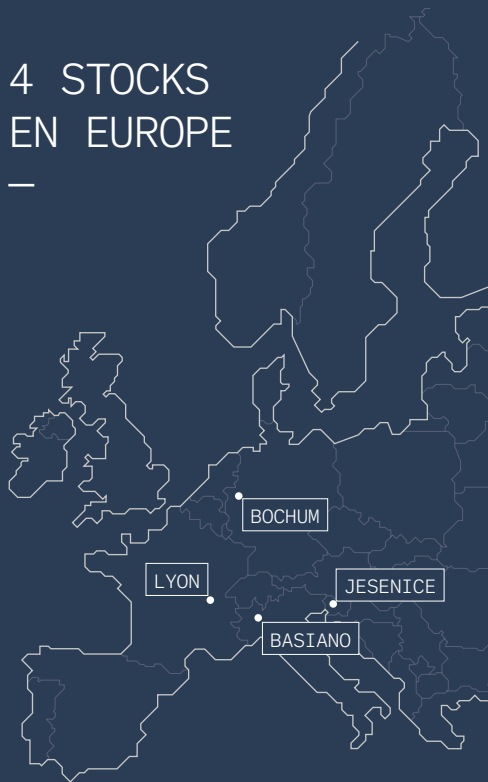 4 STOCKS
EN EUROPE
—
BOCHUM
LYON
JESENICE
BASIANO